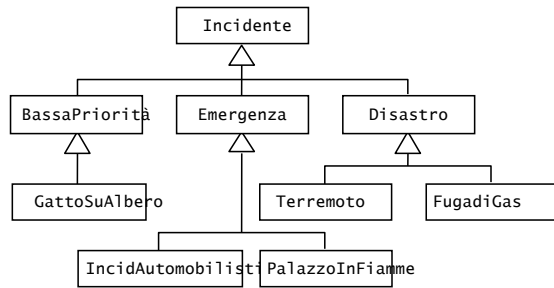 Incidente
BassaPriorità
Emergenza
Disastro
GattoSuAlbero
Terremoto
FugadiGas
IncidAutomobilisti
PalazzoInFiamme